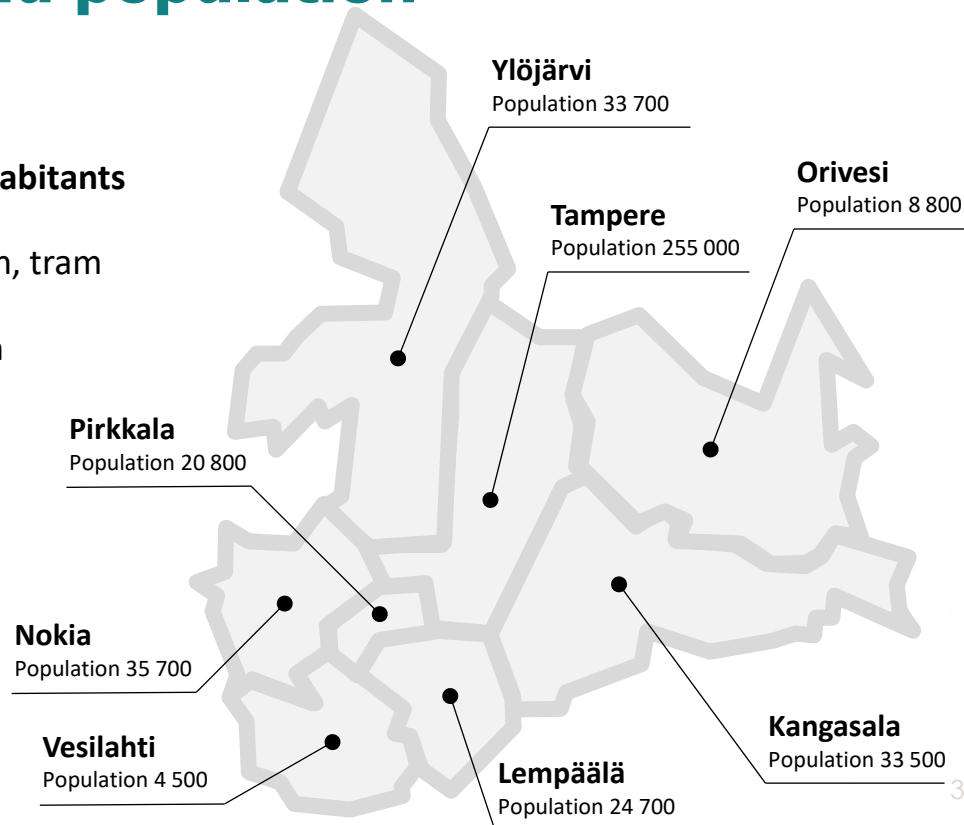 population
Ylöjärvi
Population 33 700
abitants
Orivesi
Population 8 800
Tampere
Population 255 000
, tram
Pirkkala
Population 20 800
Nokia
Population 35 700
Vesilahti
Population 4 500
Kangasala
Population 33 500
Lempäälä
Population 24 700
3